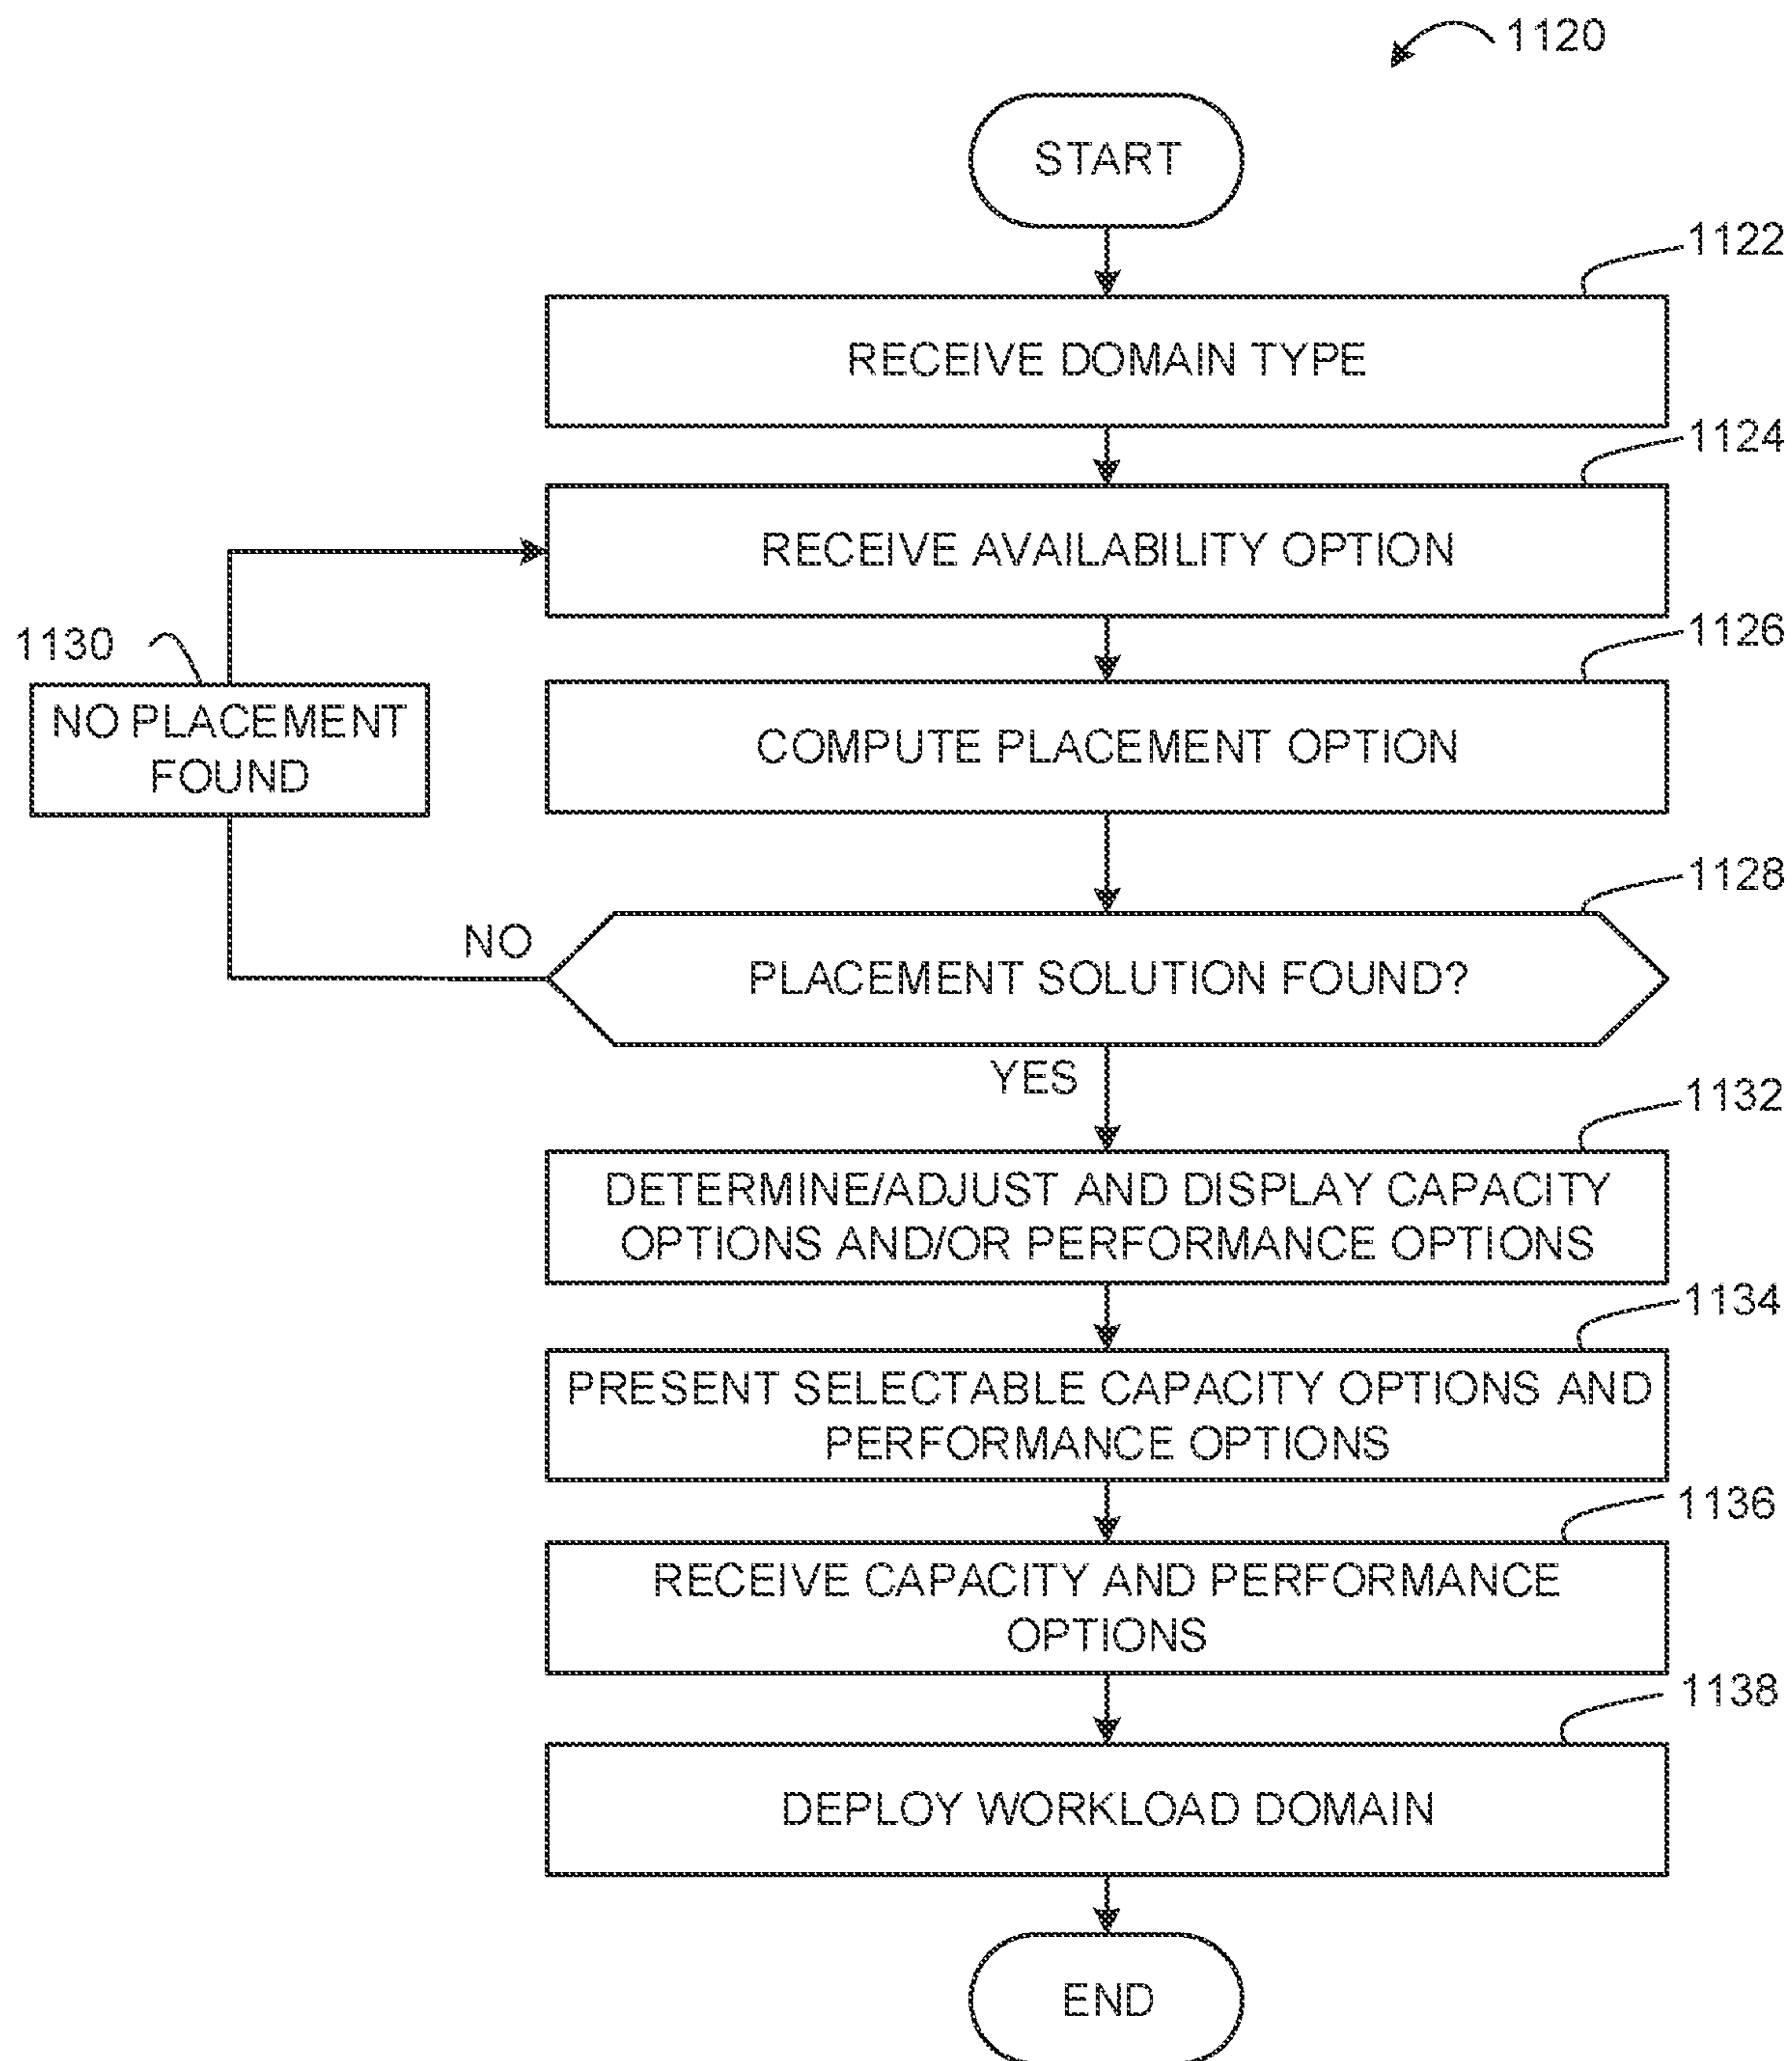 1120
START
1122
RECEIVE DOMAIN TYPE
1124
RECEIVE AVAILABILITY OPTION
1126
COMPUTE PLACEMENT OPTION
1130
NO PLACEMENT
FOUND
1128
NO
PLACEMENT SOLUTION FOUND?
YES
1132
DETERMINE/ADJUST AND DISPLAY CAPACITY
OPTIONS AND/OR PERFORMANCE OPTIONS
1134
PRESENT SELECTABLE CAPACITY OPTIONS AND
PERFORMANCE OPTIONS
1136
RECEIVE CAPACITY AND PERFORMANCE
OPTIONS
1138
DEPLOY WORKLOAD DOMAIN
END